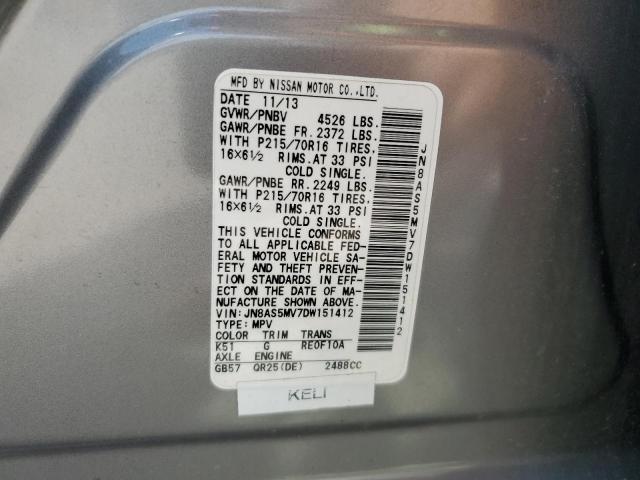 MFD BY NISSAN MOTOR CO.,LTD.
DATE 11/13
GVWR/PNBV 4526 LBS.
GAWR/PNBE FR. 2372 LBS.
WITH P215/70R16 TIRES,
16X6½ RIMS.AT 33 PSI
COLD SINGLE.
GAWR/PNBE RR. 2249 LBS.
WITH P215/70R16 TIRES,
16X6½ RIMS.AT 33 PSI
COLD SINGLE.
THIS VEHICLE CONFORMS
TO ALL APPLICABLE FED-
ERAL MOTOR VEHICLE SA-
FETY AND THEFT PREVEN-
TION STANDARDS IN EFF-
ECT ON THE DATE OF MA-
NUFACTURE SHOWN ABOVE.
VIN:JN8AS5MV7DW151412
TYPE: MPV
COLOR TRIM TRANS
K51 G RE0F10A
AXLE ENGINE
GB57 QR25(DE) 2488CC
JN8AS5MV7DW151412
KELI